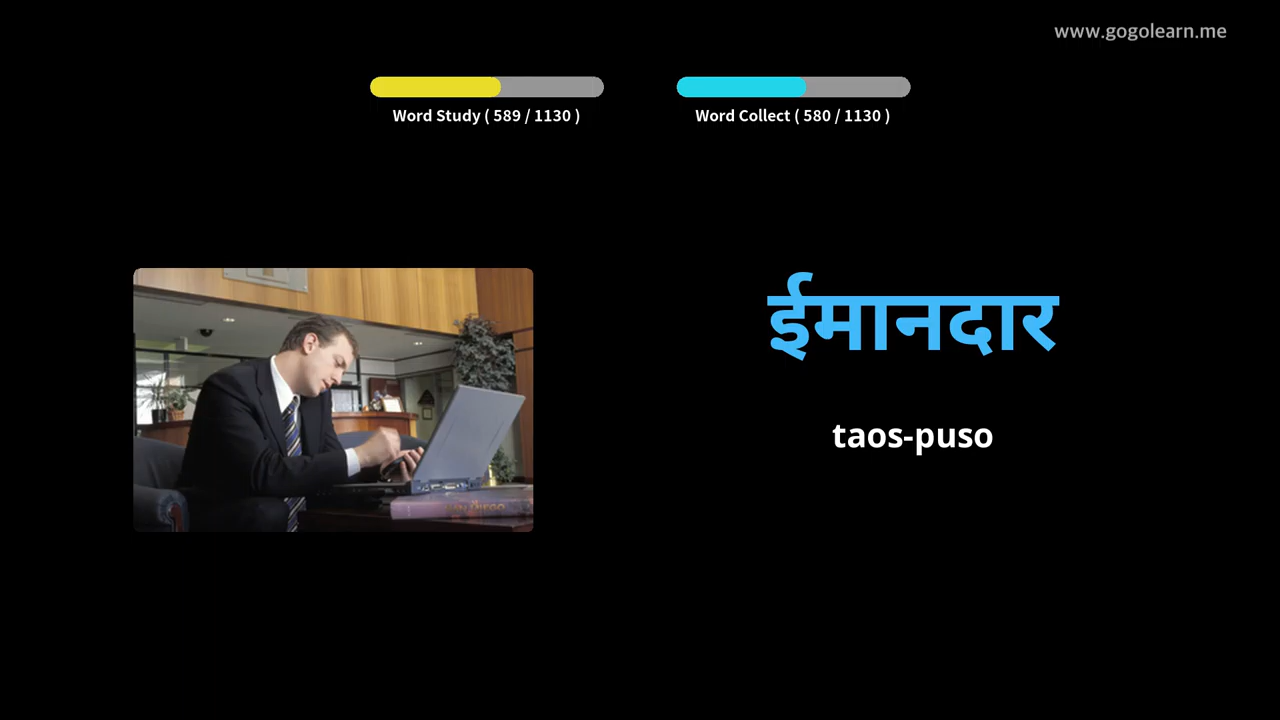 www.gogolearn.me
Word Study ( 589 / 1130 )
Word Collect ( 580 / 1130 )
ईमानदार
taos-puso